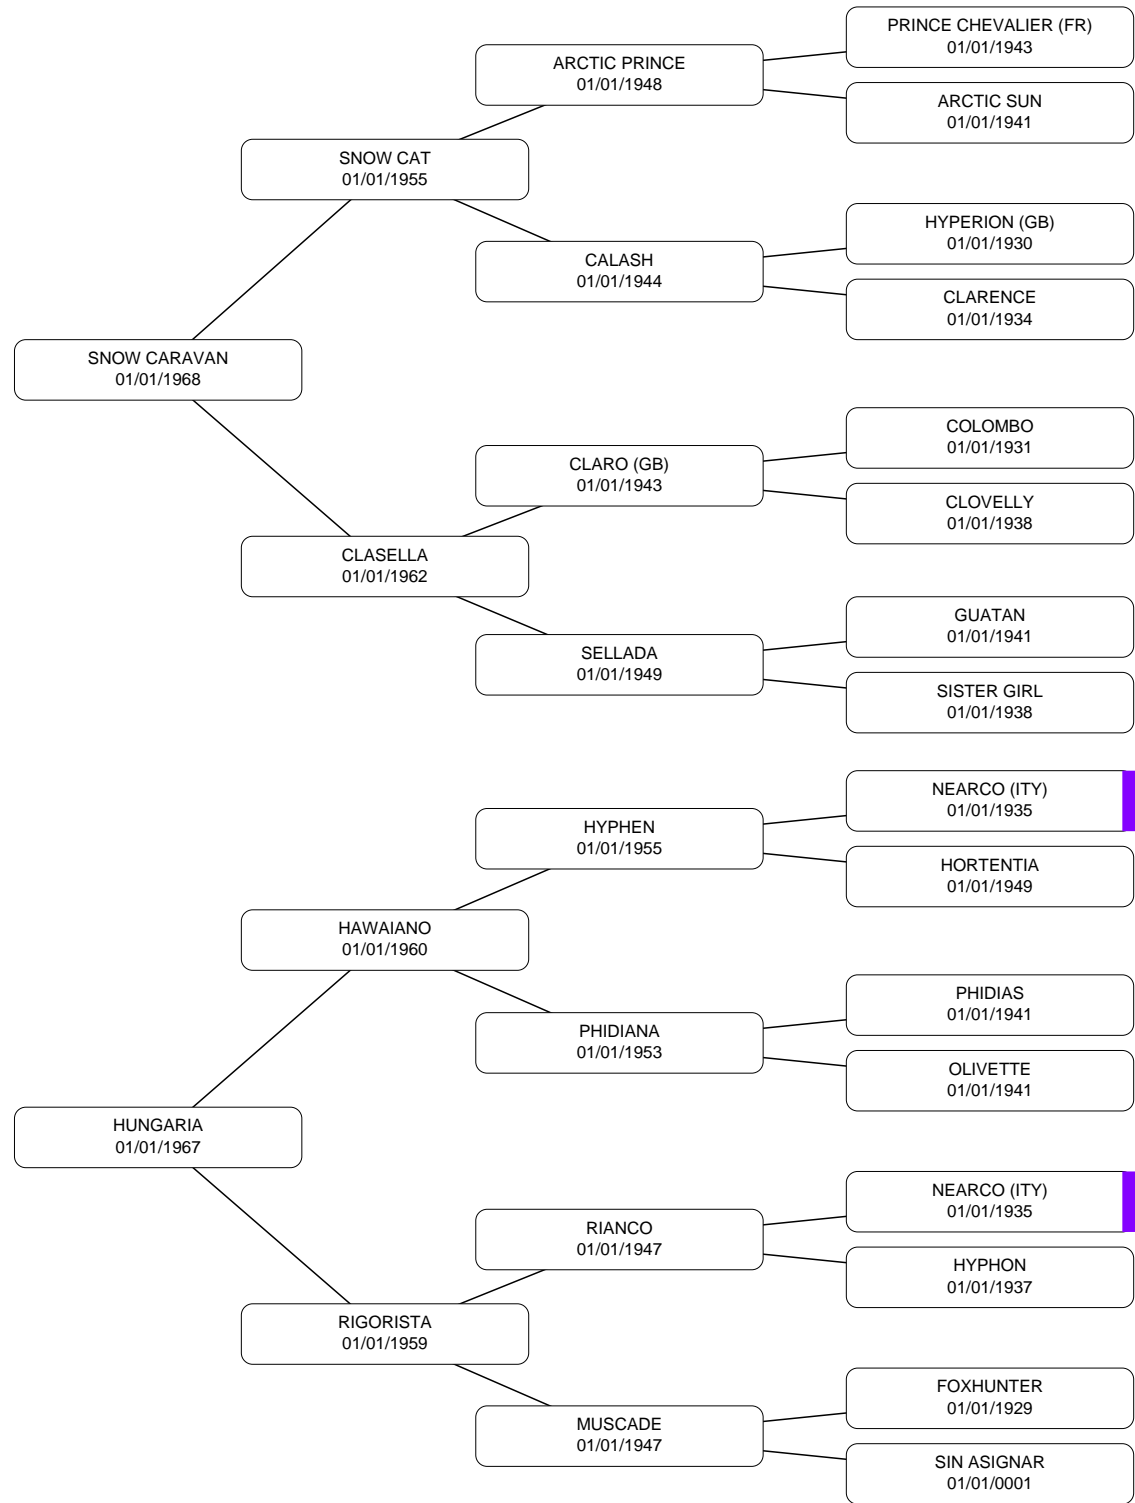 PRINCE CHEVALIER (FR)
01/01/1943
ARCTIC PRINCE
01/01/1948
ARCTIC SUN
01/01/1941
SNOW CAT
01/01/1955
HYPERION (GB)
01/01/1930
CALASH
01/01/1944
CLARENCE
01/01/1934
SNOW CARAVAN
01/01/1968
COLOMBO
01/01/1931
CLARO (GB)
01/01/1943
CLOVELLY
01/01/1938
CLASELLA
01/01/1962
GUATAN
01/01/1941
SELLADA
01/01/1949
SISTER GIRL
01/01/1938
NEARCO (ITY)
01/01/1935
HYPHEN
01/01/1955
HORTENTIA
01/01/1949
HAWAIANO
01/01/1960
PHIDIAS
01/01/1941
PHIDIANA
01/01/1953
OLIVETTE
01/01/1941
HUNGARIA
01/01/1967
NEARCO (ITY)
01/01/1935
RIANCO
01/01/1947
HYPHON
01/01/1937
RIGORISTA
01/01/1959
FOXHUNTER
01/01/1929
MUSCADE
01/01/1947
SIN ASIGNAR
01/01/0001